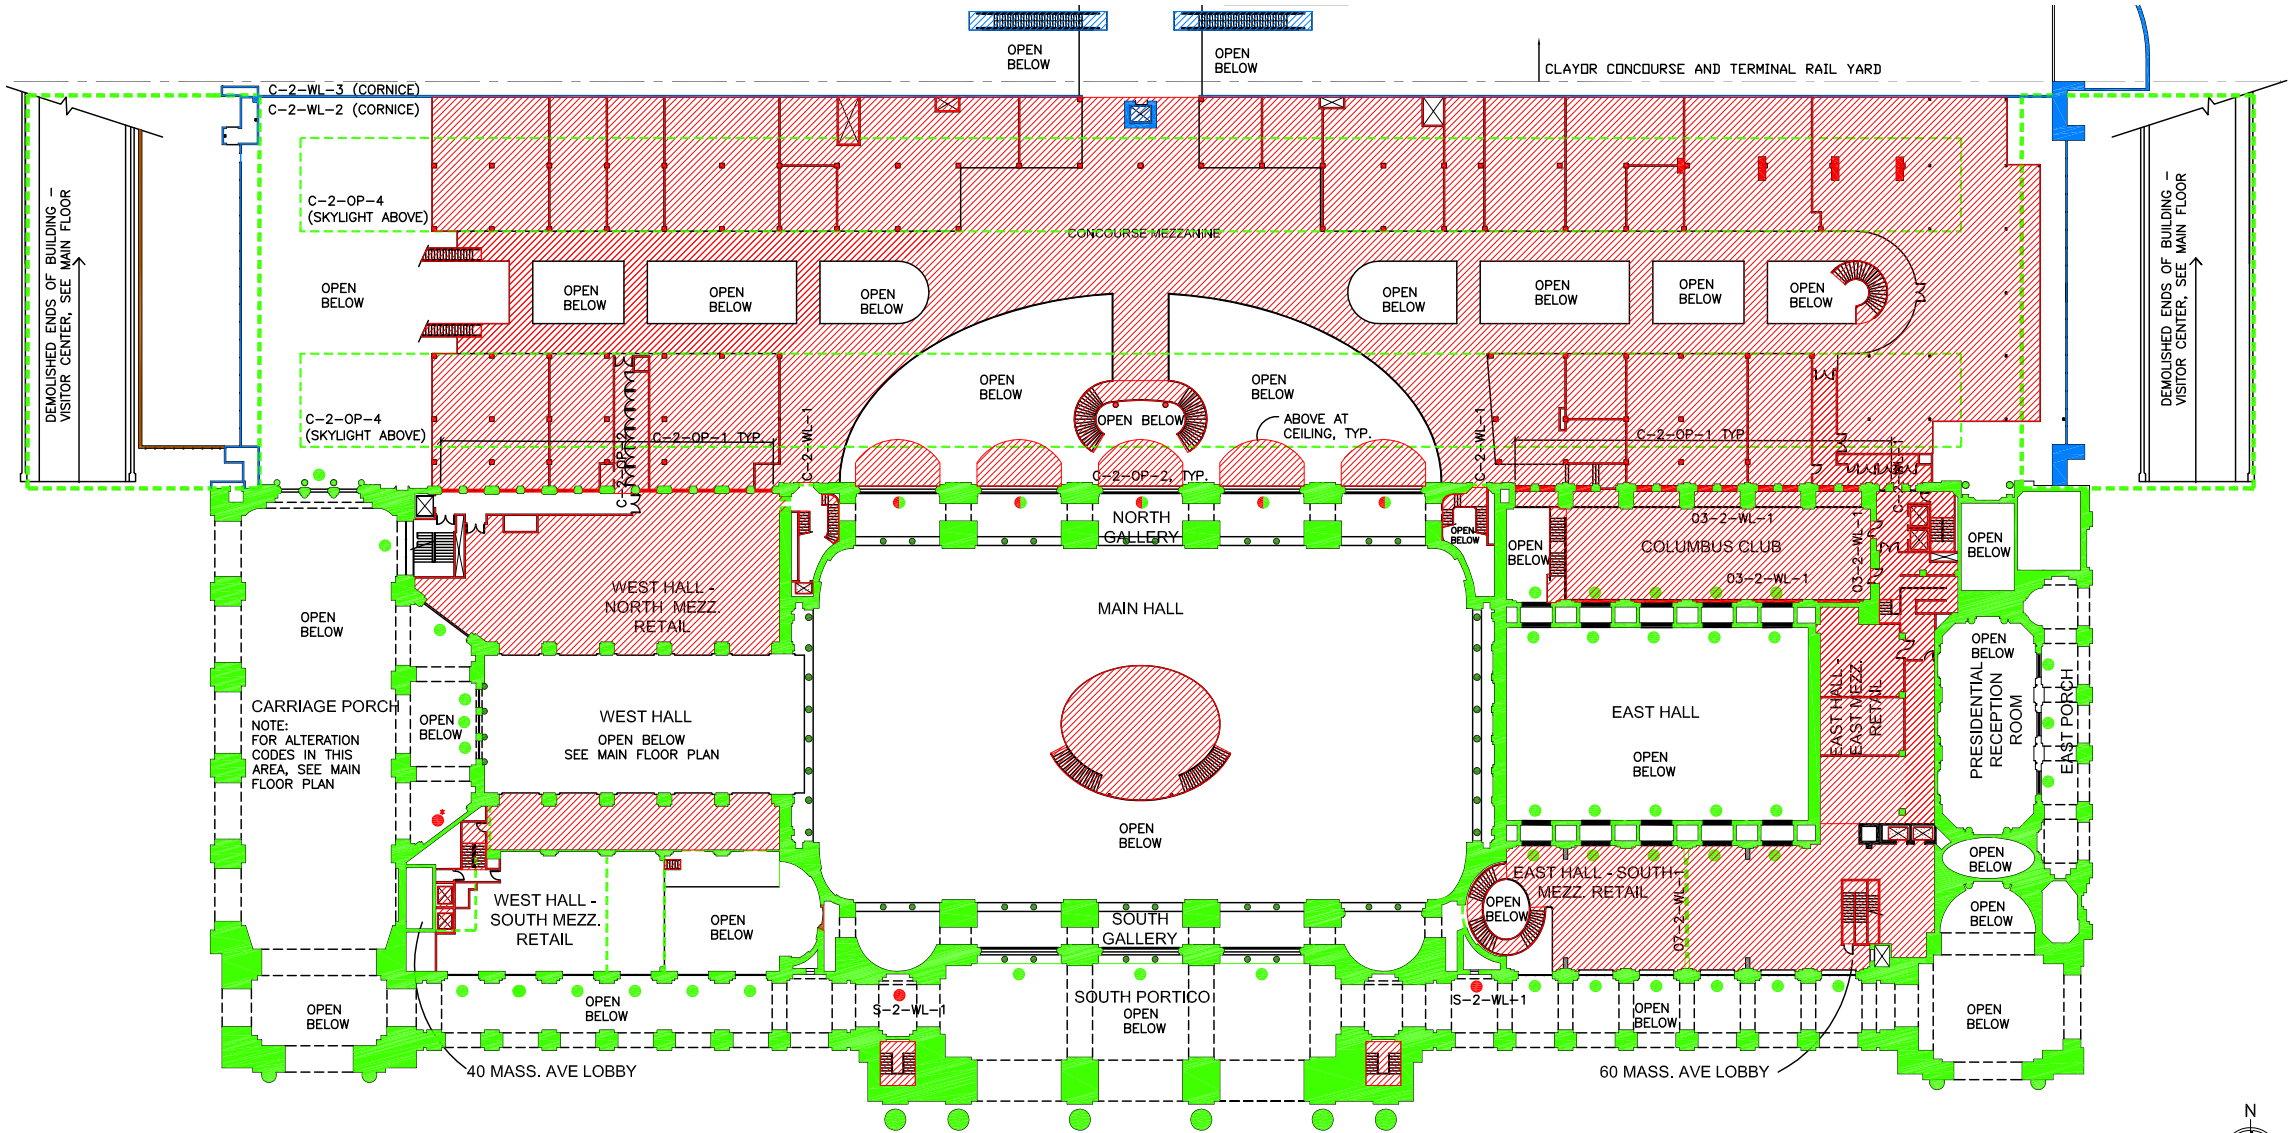 OPEN
BELOW
OPEN
BELOW
CLAYOR CONCOURSE AND TERMINAL RAIL YARD
C-2-WL-3 (CORNICE)
C-2-WL-2 (CORNICE)
DEMOLISHED ENDS OF BUILDING -
VISITOR CENTER, SEE MAIN FLOOR
C-2-OP-4
(SKYLIGHT ABOVE)
CONCOURSE MEZZANINE
DEMOLISHED ENDS OF BUILDING -
VISITOR CENTER, SEE MAIN FLOOR
OPEN
BELOW
OPEN
BELOW
OPEN
BELOW
OPEN
BELOW
OPEN
BELOW
OPEN
BELOW
OPEN
BELOW
OPEN
BELOW
OPEN
BELOW
OPEN
BELOW
OPEN BELOW
ABOVE AT
CEILING, TYP.
C-2-OP-4
(SKYLIGHT ABOVE)
C-2-OP-2
C-2-OP-1 TYP.
C-2-WL-1
C-2-OP-2, TYP.
C-2-WL-1
C-2-OP-1 TYP.
NORTH
GALLERY
OPEN
BELOW
OPEN
BELOW
03-2-WL-1
COLUMBUS CLUB
03-2-WL-1
03-2-WL-1
OPEN
BELOW
WEST HALL -
NORTH MEZZ.
RETAIL
MAIN HALL
OPEN
BELOW
OPEN
BELOW
CARRIAGE PORCH
NOTE:
FOR ALTERATION
CODES IN THIS
AREA, SEE MAIN
FLOOR PLAN
OPEN
BELOW
WEST HALL
OPEN BELOW
SEE MAIN FLOOR PLAN
EAST HALL
OPEN
BELOW
EAST HALL -
EAST MEZZ.
RETAIL
PRESIDENTIAL
RECEPTION
ROOM
EAST PORCH
OPEN
BELOW
OPEN
BELOW
WEST HALL -
SOUTH MEZZ.
RETAIL
OPEN
BELOW
SOUTH
GALLERY
OPEN
BELOW
EAST HALL - SOUTH
MEZZ. RETAIL
07-2-WL-1
OPEN
BELOW
OPEN
BELOW
OPEN
BELOW
S-2-WL-1
SOUTH PORTICO
OPEN
BELOW
S-2-WL-1
OPEN
BELOW
OPEN
BELOW
40 MASS. AVE LOBBY
60 MASS. AVE LOBBY
N